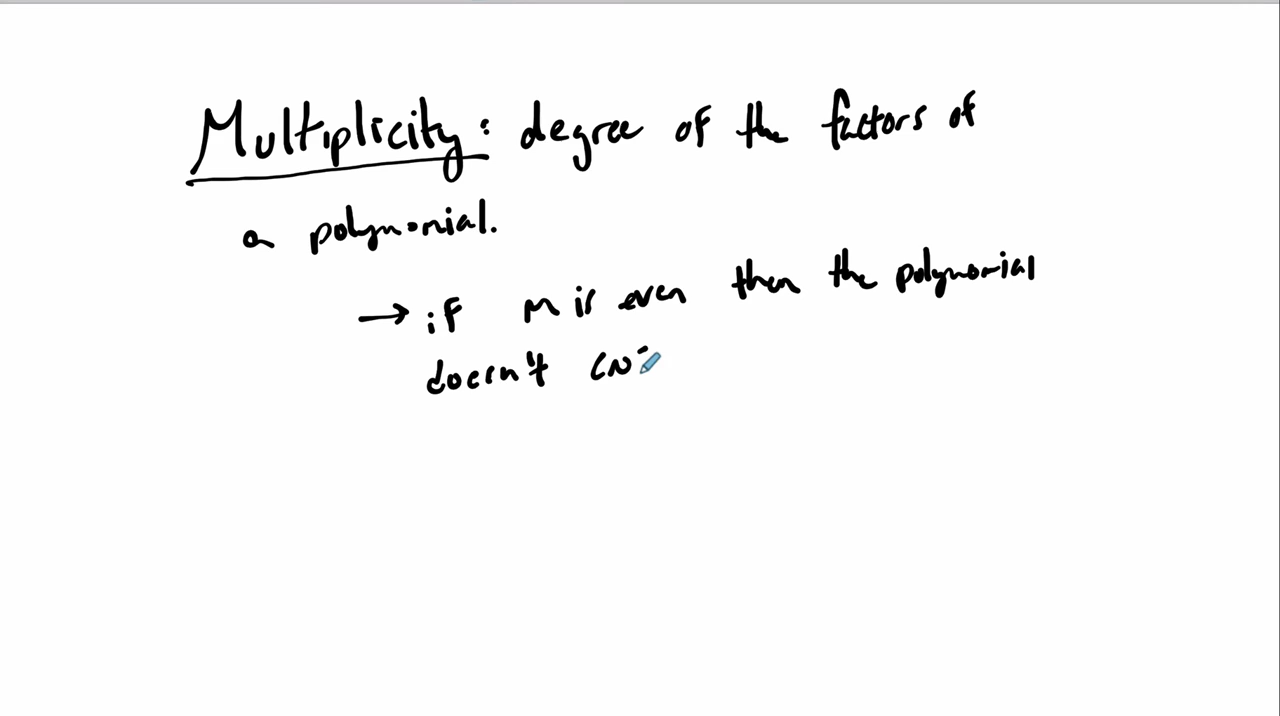 Multiplicity: degree of the factors of
a polynomial.
→ if m is even then the polynomial
doesn't